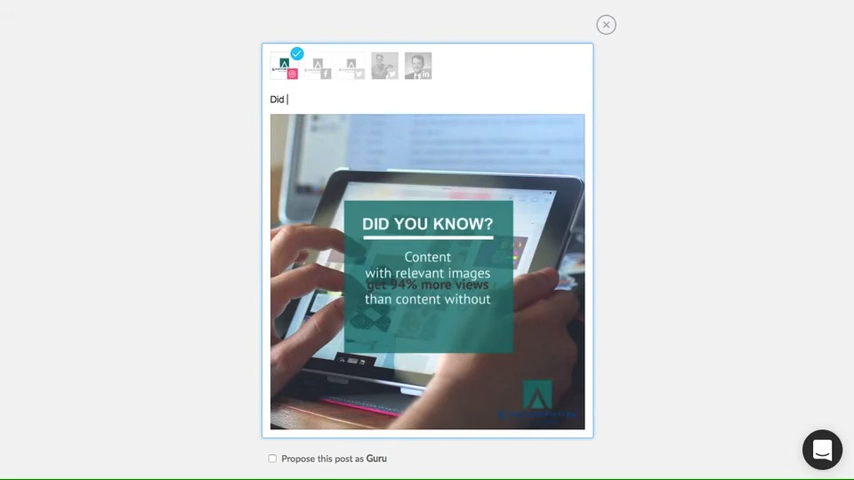 Did
DID YOU KNOW?
Content
with relevant images
get 94% more views
than content without
Propose this post as Guru